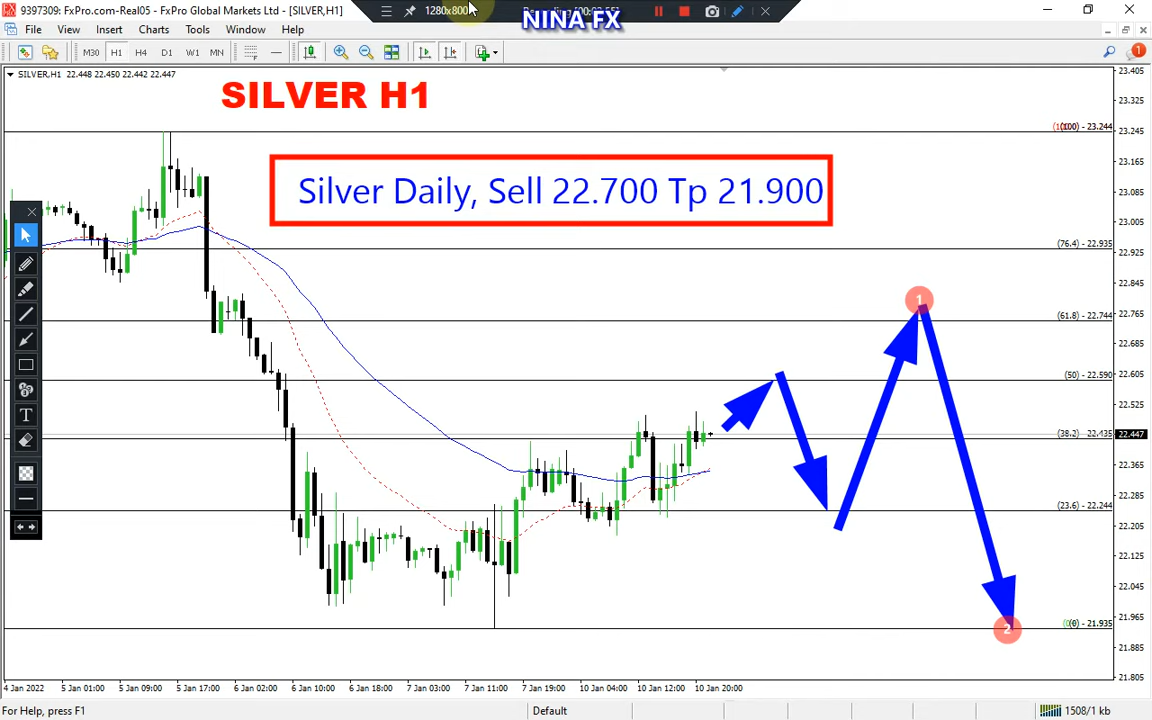 9397309: FxPro.com-Real05 - FxPro Global Markets Ltd - [SILVER,H1]
1280x800
NINA FX
File View Insert Charts Tools Window Help
M30 H1 H4 D1 W1 MN
1
SILVER,H1 22.448 22.450 22.442 22.447
SILVER H1
Silver Daily, Sell 22.700 Tp 21.900
(100) - 23.244
(76.4) - 22.935
(61.8) - 22.744
(50) - 22.590
(38.2) - 22.435
(23.6) - 22.244
(0) - 21.935
1
2
T
23.405
23.325
23.245
23.165
23.085
23.005
22.925
22.845
22.765
22.685
22.605
22.525
22.447
22.365
22.285
22.205
22.125
22.045
21.965
21.885
21.805
4 Jan 2022 5 Jan 01:00 5 Jan 09:00 5 Jan 17:00 6 Jan 02:00 6 Jan 10:00 6 Jan 18:00 7 Jan 03:00 7 Jan 11:00 7 Jan 19:00 10 Jan 04:00 10 Jan 12:00 10 Jan 20:00
For Help, press F1
Default
1508/1 kb